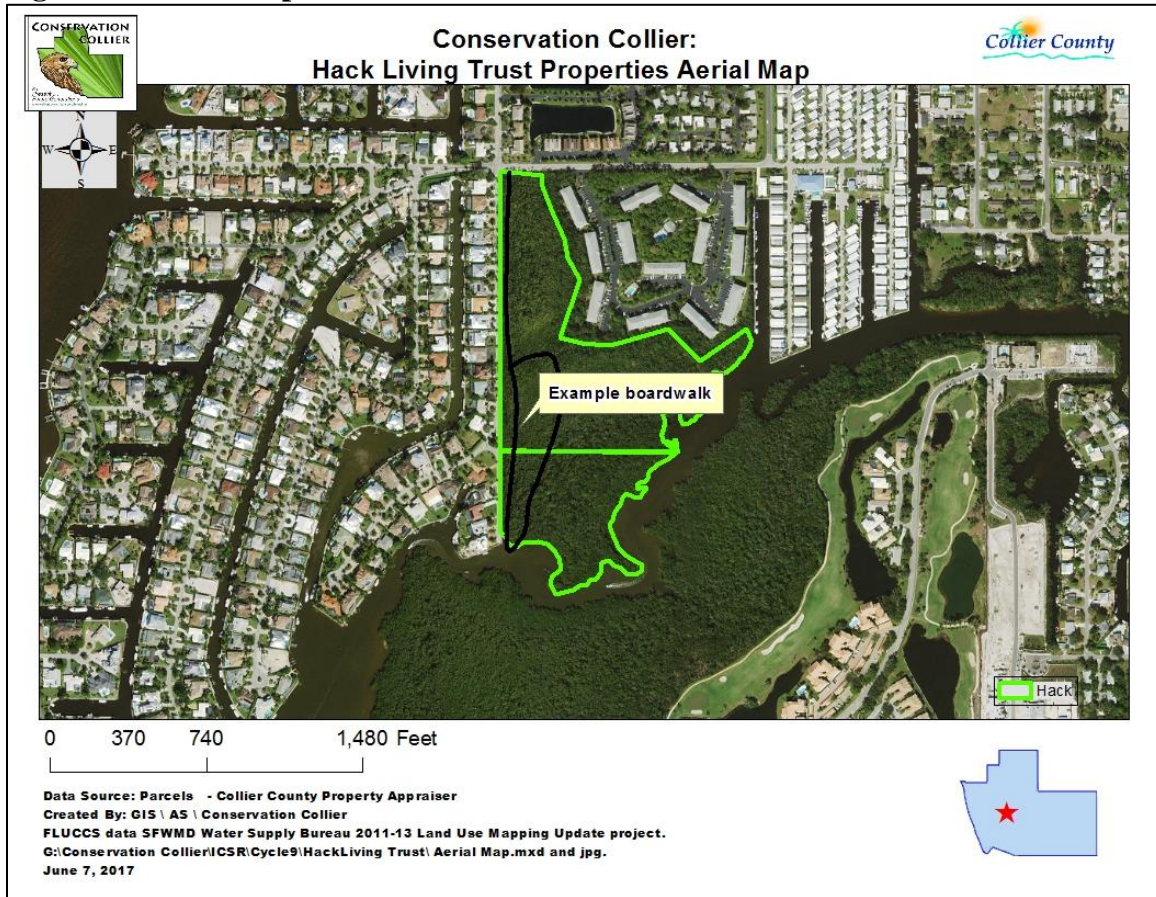 CONSERVATION
COLLIER
Conservation Collier:
Hack Living Trust Properties Aerial Map
Collier County
N
W E
S
Example boardwalk
Hack
0 370 740 1,480 Feet
Data Source: Parcels - Collier County Property Appraiser
Created By: GIS \ AS \ Conservation Collier
FLUCCS data SFWMD Water Supply Bureau 2011-13 Land Use Mapping Update project.
G:\Conservation Collier\ICSR\Cycle9\HackLiving Trust\ Aerial Map.mxd and jpg.
June 7, 2017